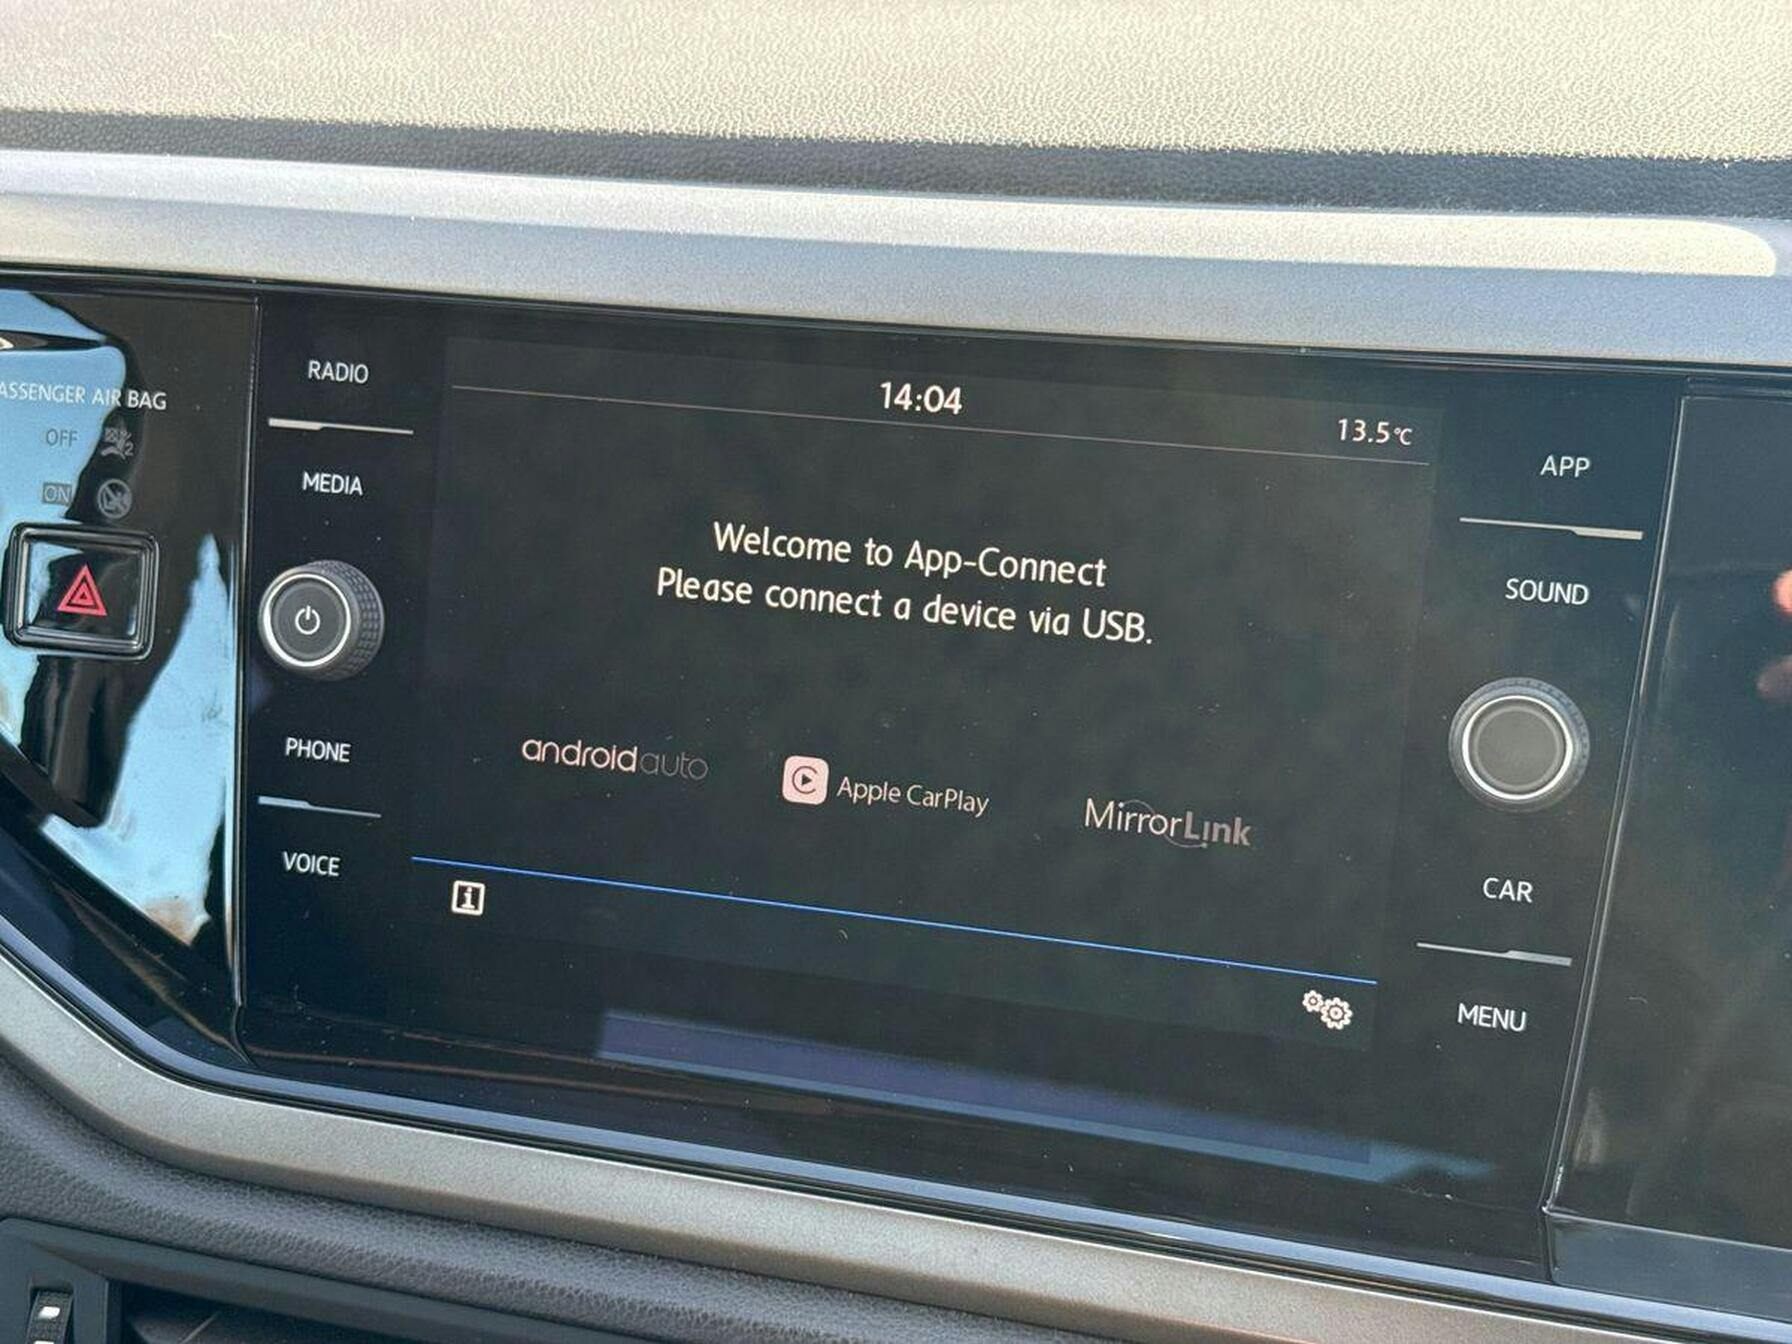 ASSENGER AIR BAG
OFF
2
ON
RADIO
MEDIA
PHONE
VOICE
14:04
13.5°C
Welcome to App-Connect
Please connect a device via USB.
androidauto
Apple CarPlay
MirrorLink
i
APP
SOUND
CAR
MENU